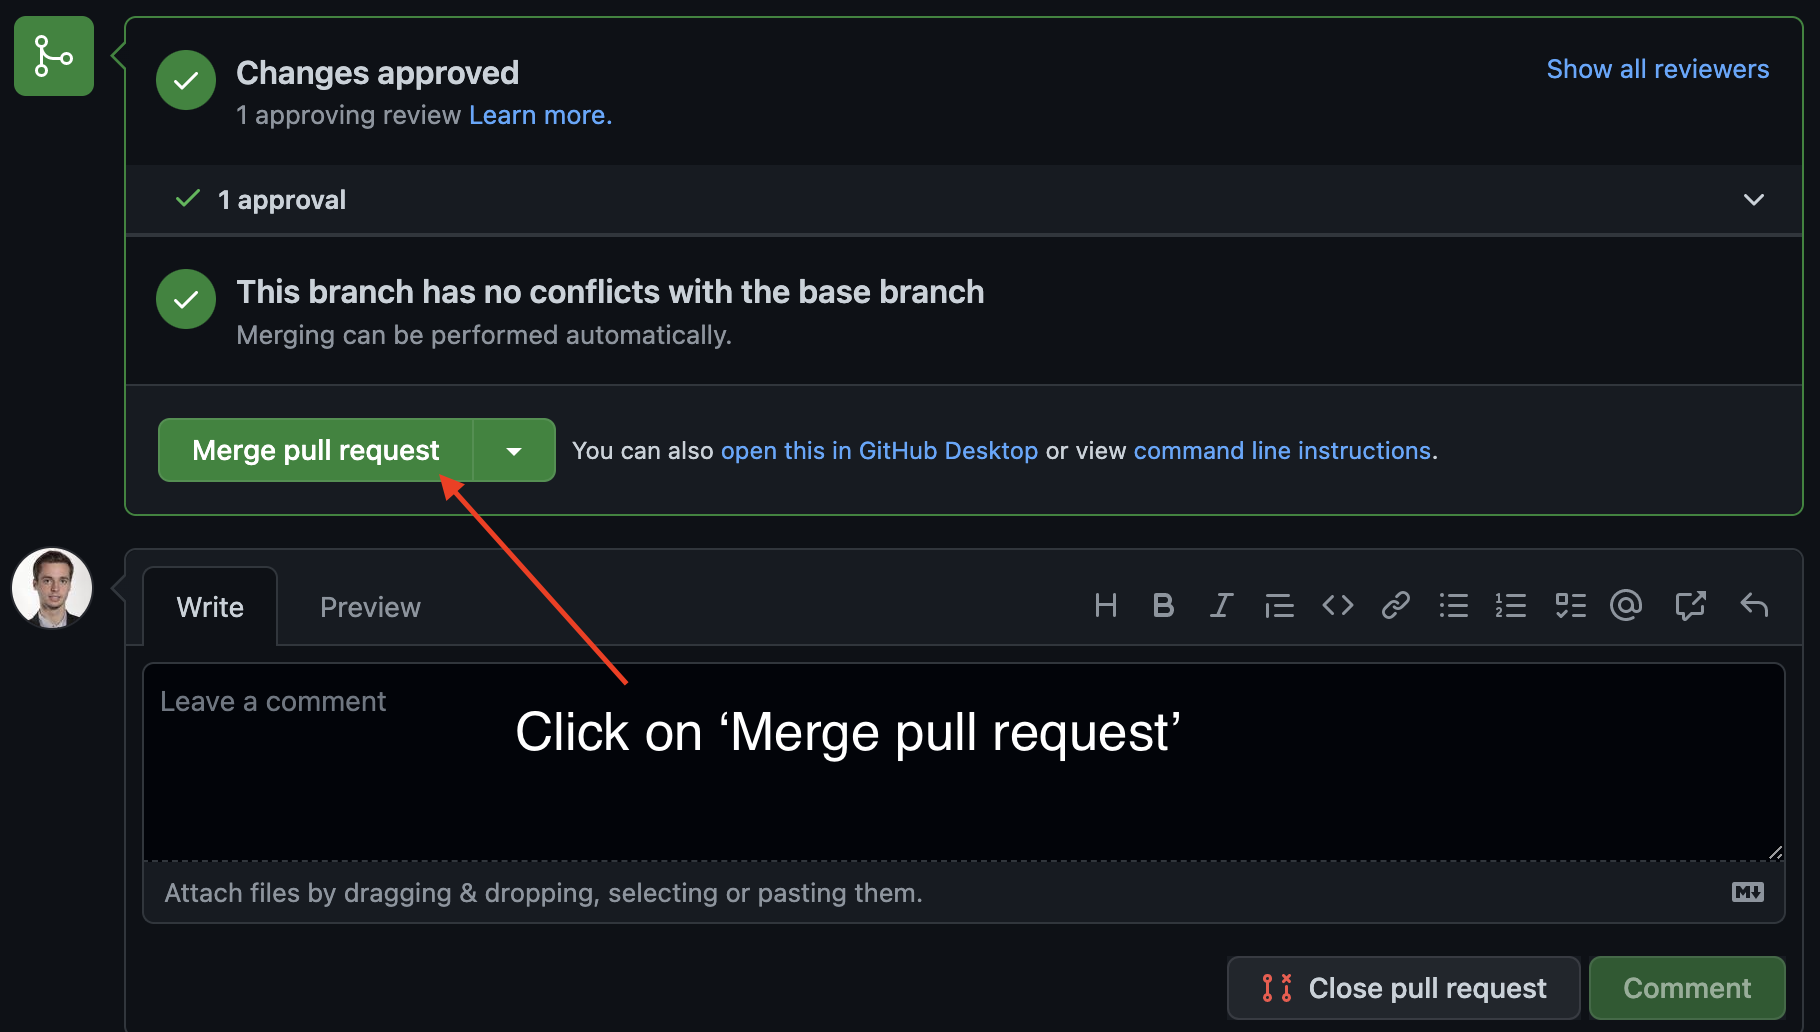 Changes approved
Show all reviewers
1 approving review Learn more.
1 approval
This branch has no conflicts with the base branch
Merging can be performed automatically.
Merge pull request
You can also open this in GitHub Desktop or view command line instructions.
Write
Preview
Leave a comment
Click on ‘Merge pull request’
Attach files by dragging & dropping, selecting or pasting them.
Close pull request
Comment